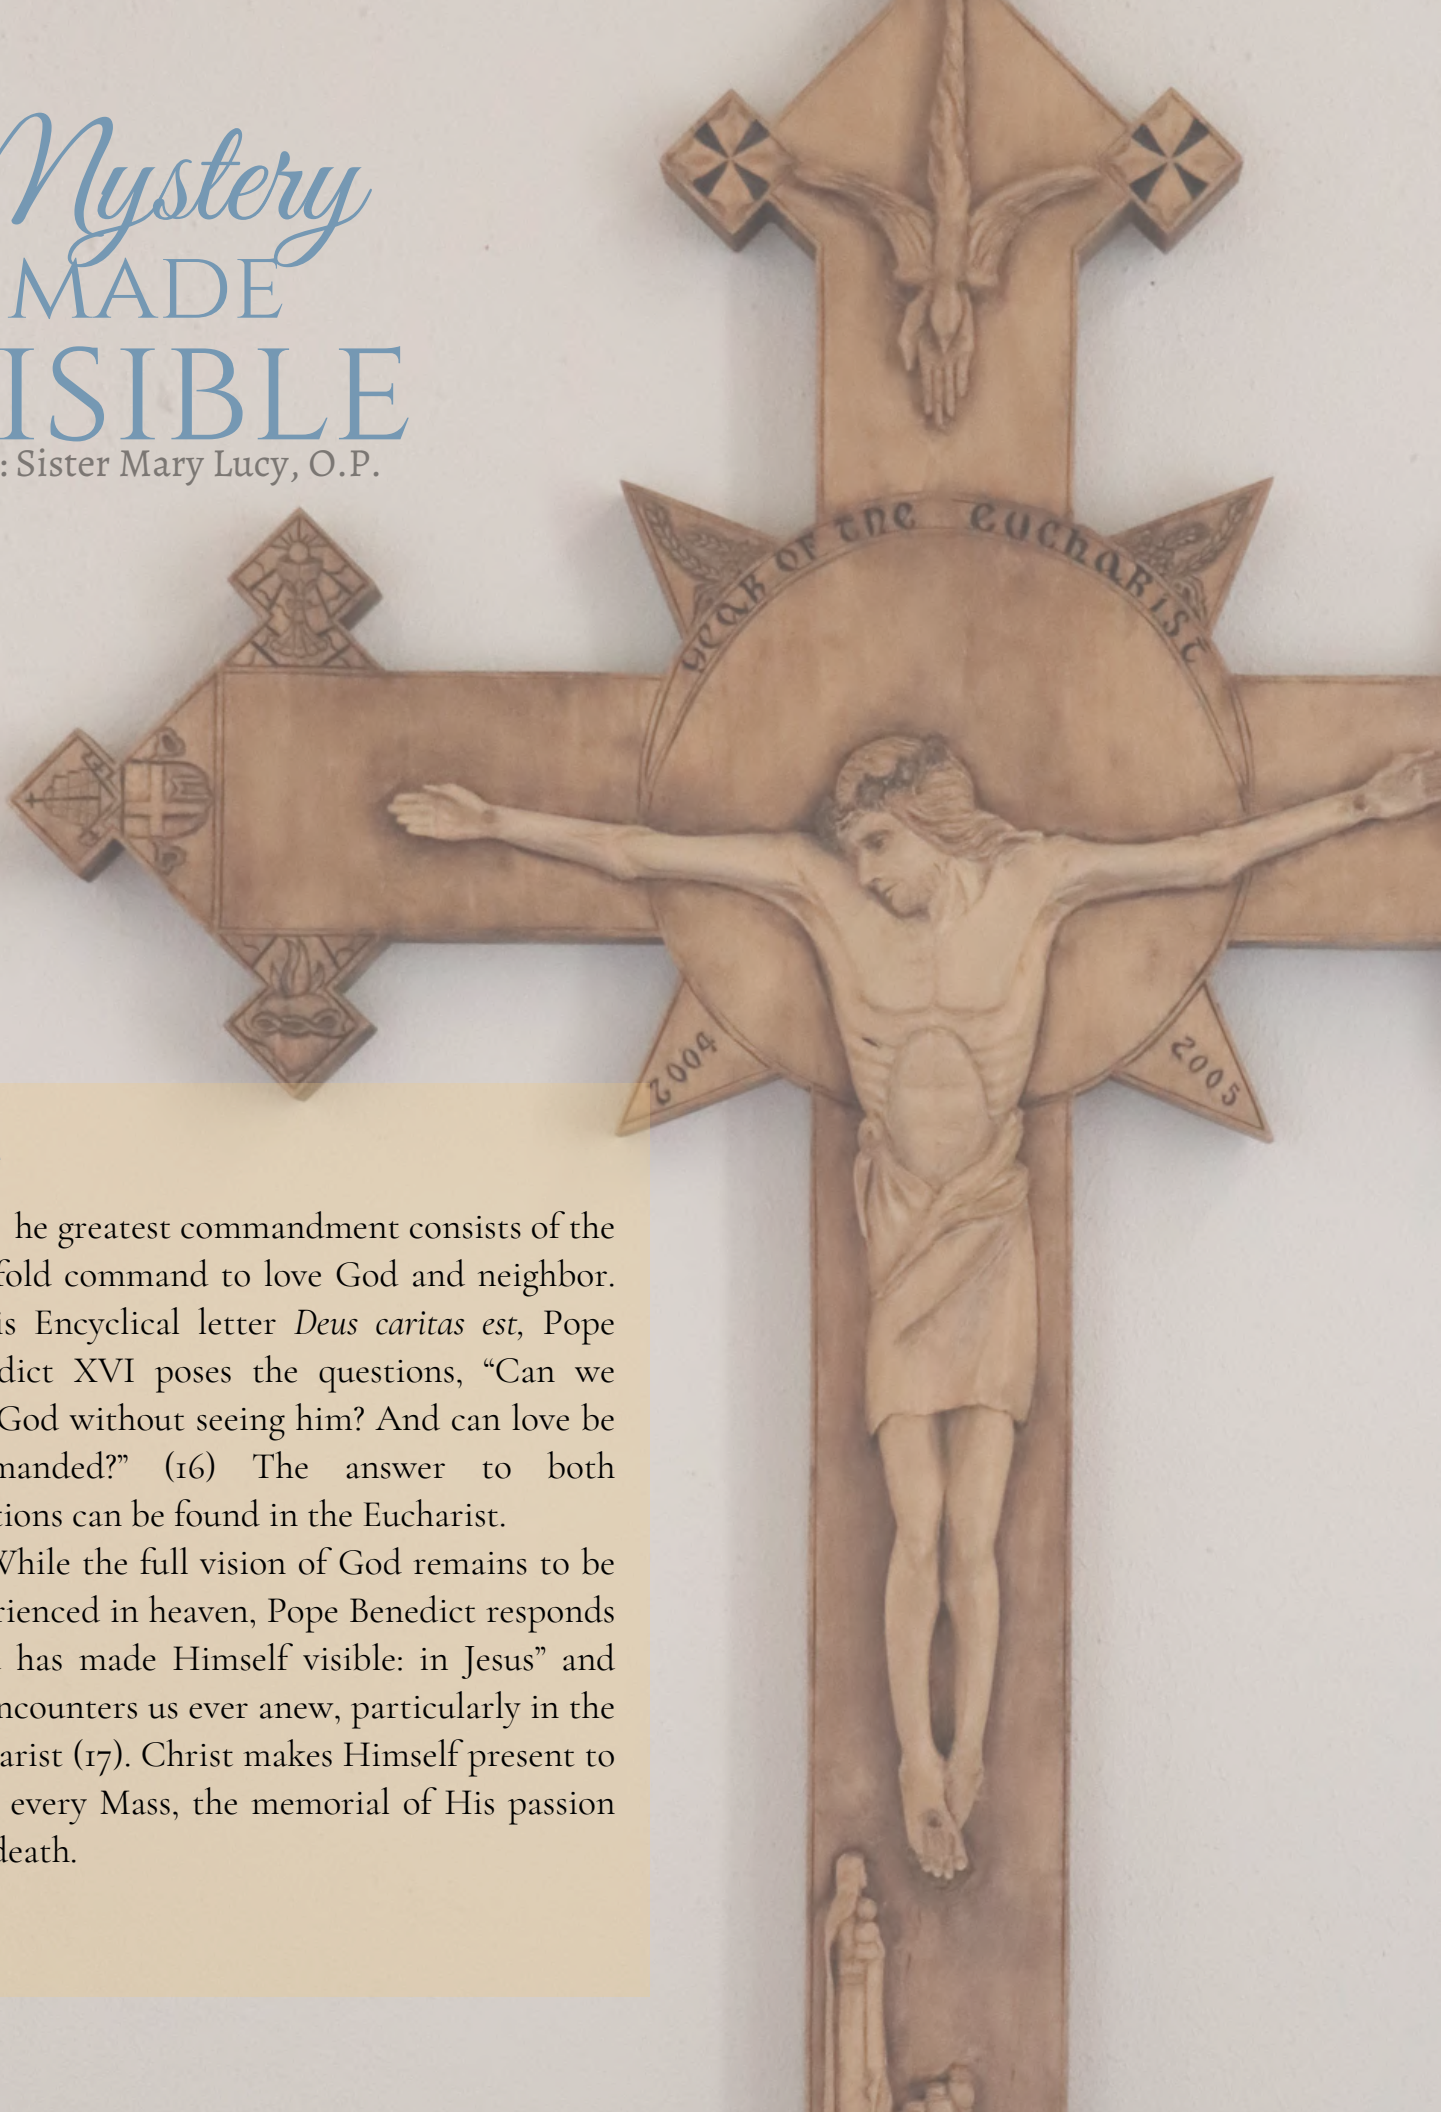 Mystery
MADE
ISIBLE
: Sister Mary Lucy, O.P.
YEAR OF THE EUCHARIST
2004
2005
he greatest commandment consists of the
fold command to love God and neighbor.
is Encyclical letter Deus caritas est, Pope
dict XVI poses the questions, “Can we
God without seeing him? And can love be
manded?” (16) The answer to both
tions can be found in the Eucharist.
While the full vision of God remains to be
rienced in heaven, Pope Benedict responds
has made Himself visible: in Jesus” and
ncounters us ever anew, particularly in the
arist (17). Christ makes Himself present to
every Mass, the memorial of His passion
death.